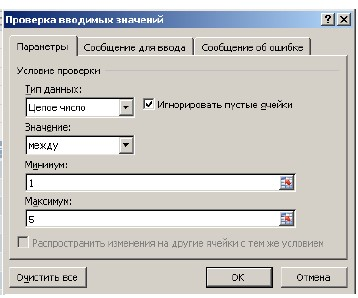 Проверка вводимых значений
Параметры Сообщение для ввода Сообщение об ошибке
Условие проверки
Тип данных:
Целое число Игнорировать пустые ячейки
Значение:
между
Минимум:
1
Максимум:
5
Распространить изменения на другие ячейки с тем же условием
Очистить все ОК Отмена